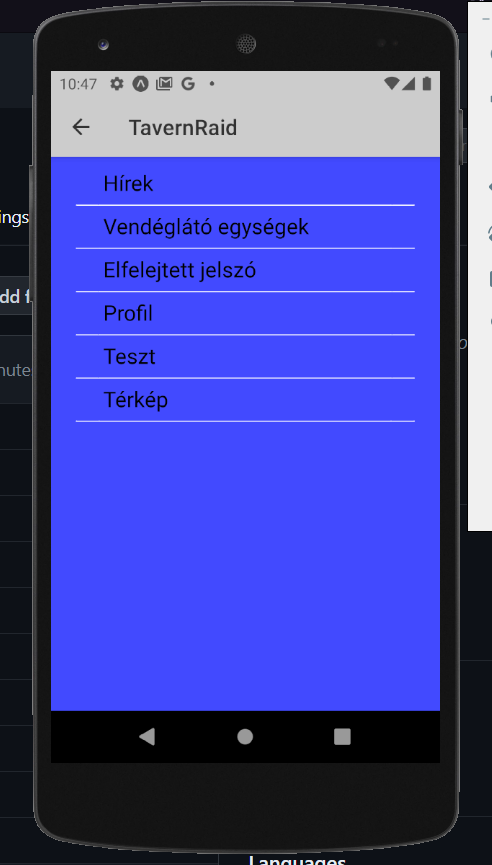 10:47
TavernRaid
Hírek
Vendéglátó egységek
Elfelejtett jelszó
Profil
Teszt
Térkép
ings
dd f
nute
Languages